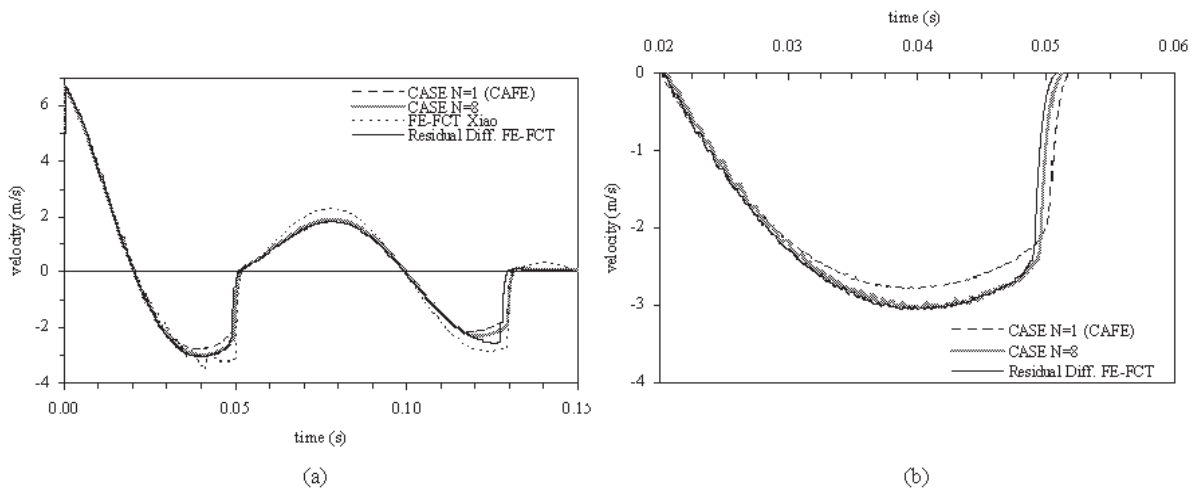 6
4
2
0
-2
-4
velocity (m/s)
0.00
0.05
0.10
0.15
time (s)
CASE N=1 (CAFE)
CASE N=8
FE-FCT Xiao
Residual Diff. FE-FCT
(a)
time (s)
0.02
0.03
0.04
0.05
0.06
0
-1
-2
-3
-4
velocity (m/s)
CASE N=1 (CAFE)
CASE N=8
Residual Diff. FE-FCT
(b)